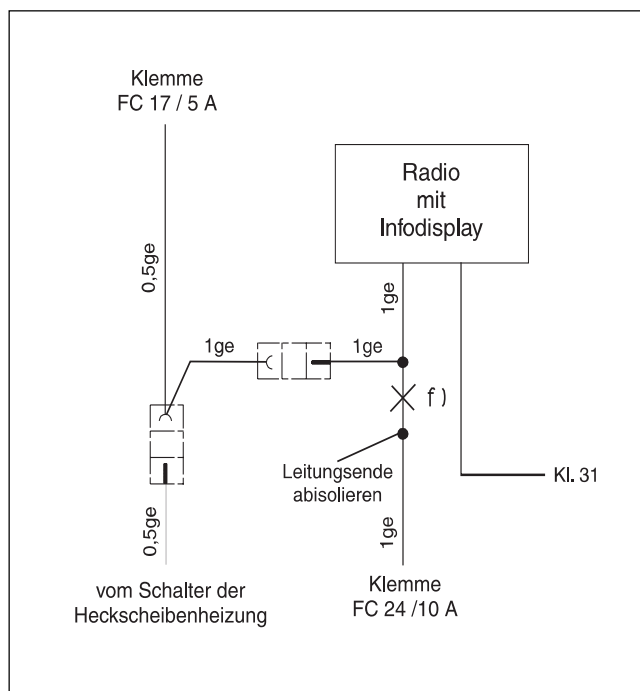 Klemme
FC 17 / 5 A
Radio
mit
Infodisplay
0,5ge
1ge
1ge
1ge
f )
Leitungsende
abisolieren
Kl. 31
0,5ge
1ge
vom Schalter der
Heckscheibenheizung
Klemme
FC 24 /10 A